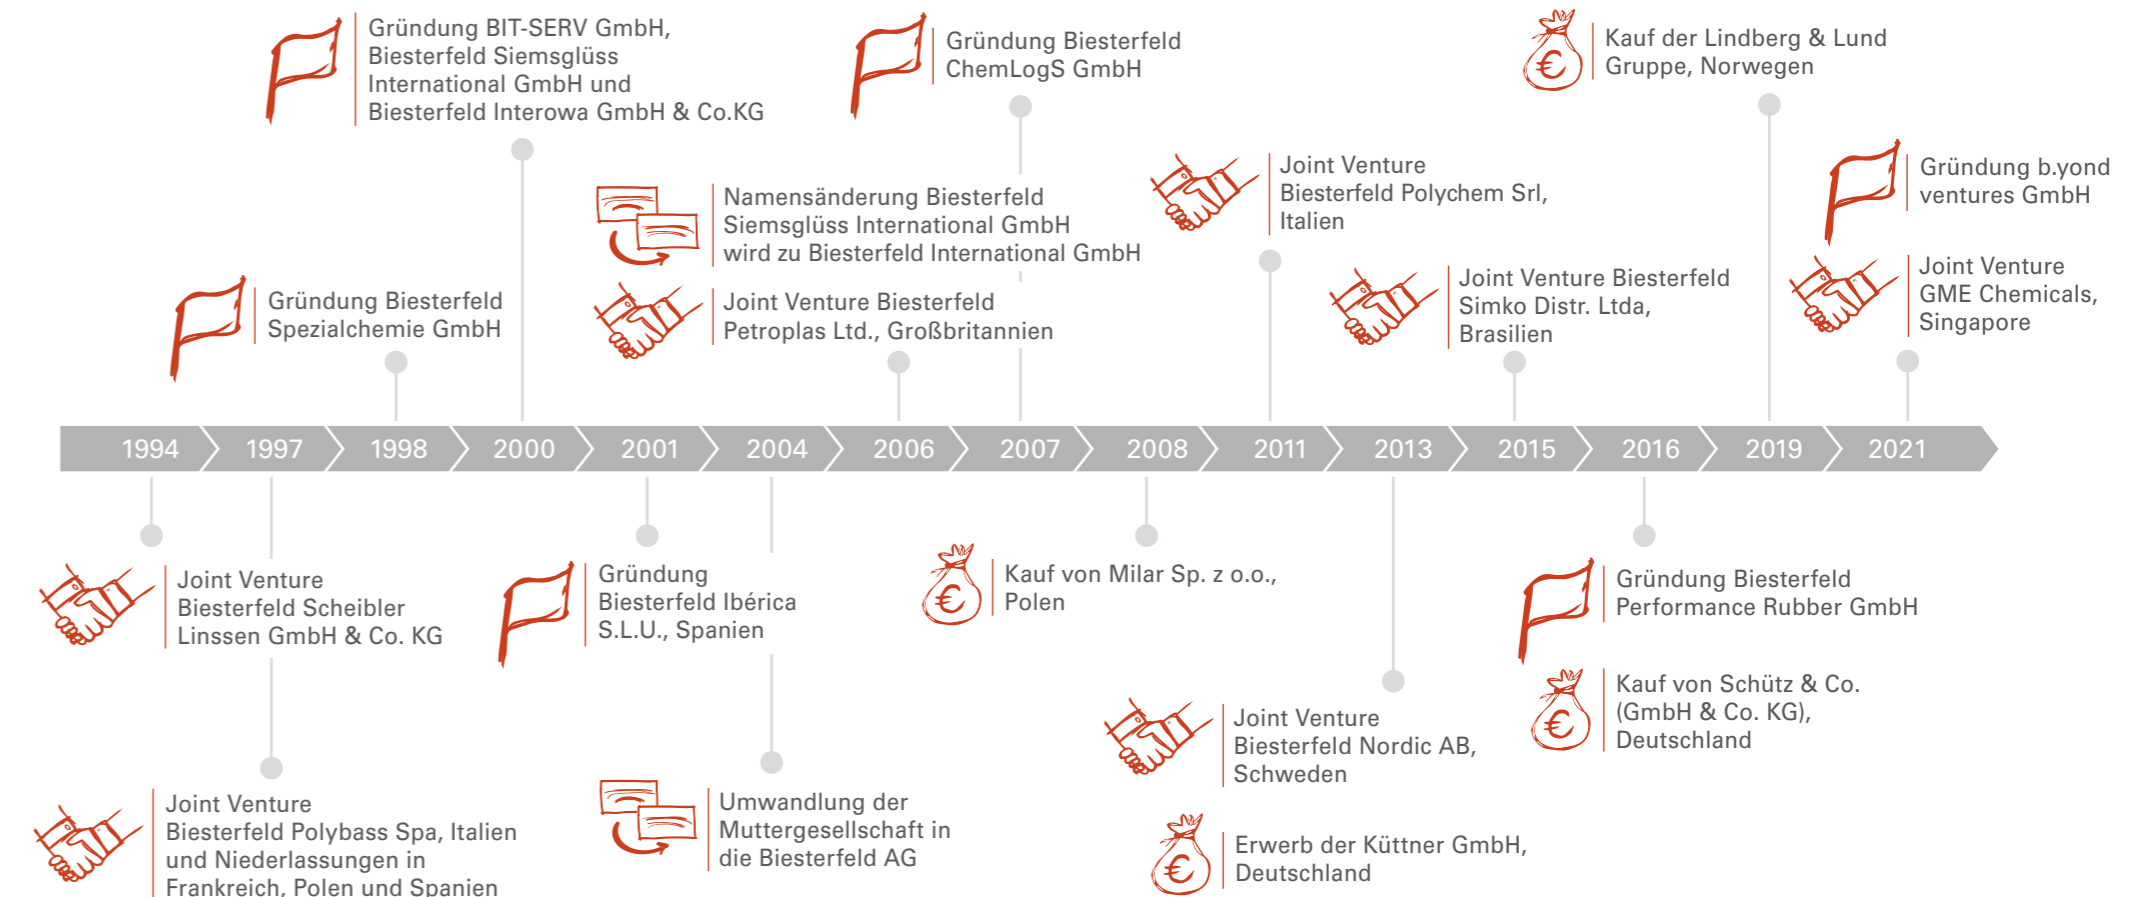 Gründung BIT-SERV GmbH,
Biesterfeld Siemsglüss
International GmbH und
Biesterfeld Interowa GmbH & Co.KG
Gründung Biesterfeld
ChemLogS GmbH
Kauf der Lindberg & Lund
Gruppe, Norwegen
Gründung Biesterfeld
Spezialchemie GmbH
Namensänderung Biesterfeld
Siemsglüss International GmbH
wird zu Biesterfeld International GmbH
Joint Venture Biesterfeld
Petroplas Ltd., Großbritannien
Joint Venture
Biesterfeld Polychem Srl,
Italien
Joint Venture Biesterfeld
Simko Distr. Ltda,
Brasilien
Gründung b.yond
ventures GmbH
Joint Venture
GME Chemicals,
Singapore
€
1994 1997 1998 2000 2001 2004 2006 2007 2008 2011 2013 2015 2016 2019 2021
Joint Venture
Biesterfeld Scheibler
Linssen GmbH & Co. KG
Joint Venture
Biesterfeld Polybass Spa, Italien
und Niederlassungen in
Frankreich, Polen und Spanien
Gründung
Biesterfeld Ibérica
S.L.U., Spanien
Umwandlung der
Muttergesellschaft in
die Biesterfeld AG
€
Kauf von Milar Sp. z o.o.,
Polen
Joint Venture
Biesterfeld Nordic AB,
Schweden
€
Erwerb der Küttner GmbH,
Deutschland
Gründung Biesterfeld
Performance Rubber GmbH
€
Kauf von Schütz & Co.
(GmbH & Co. KG),
Deutschland